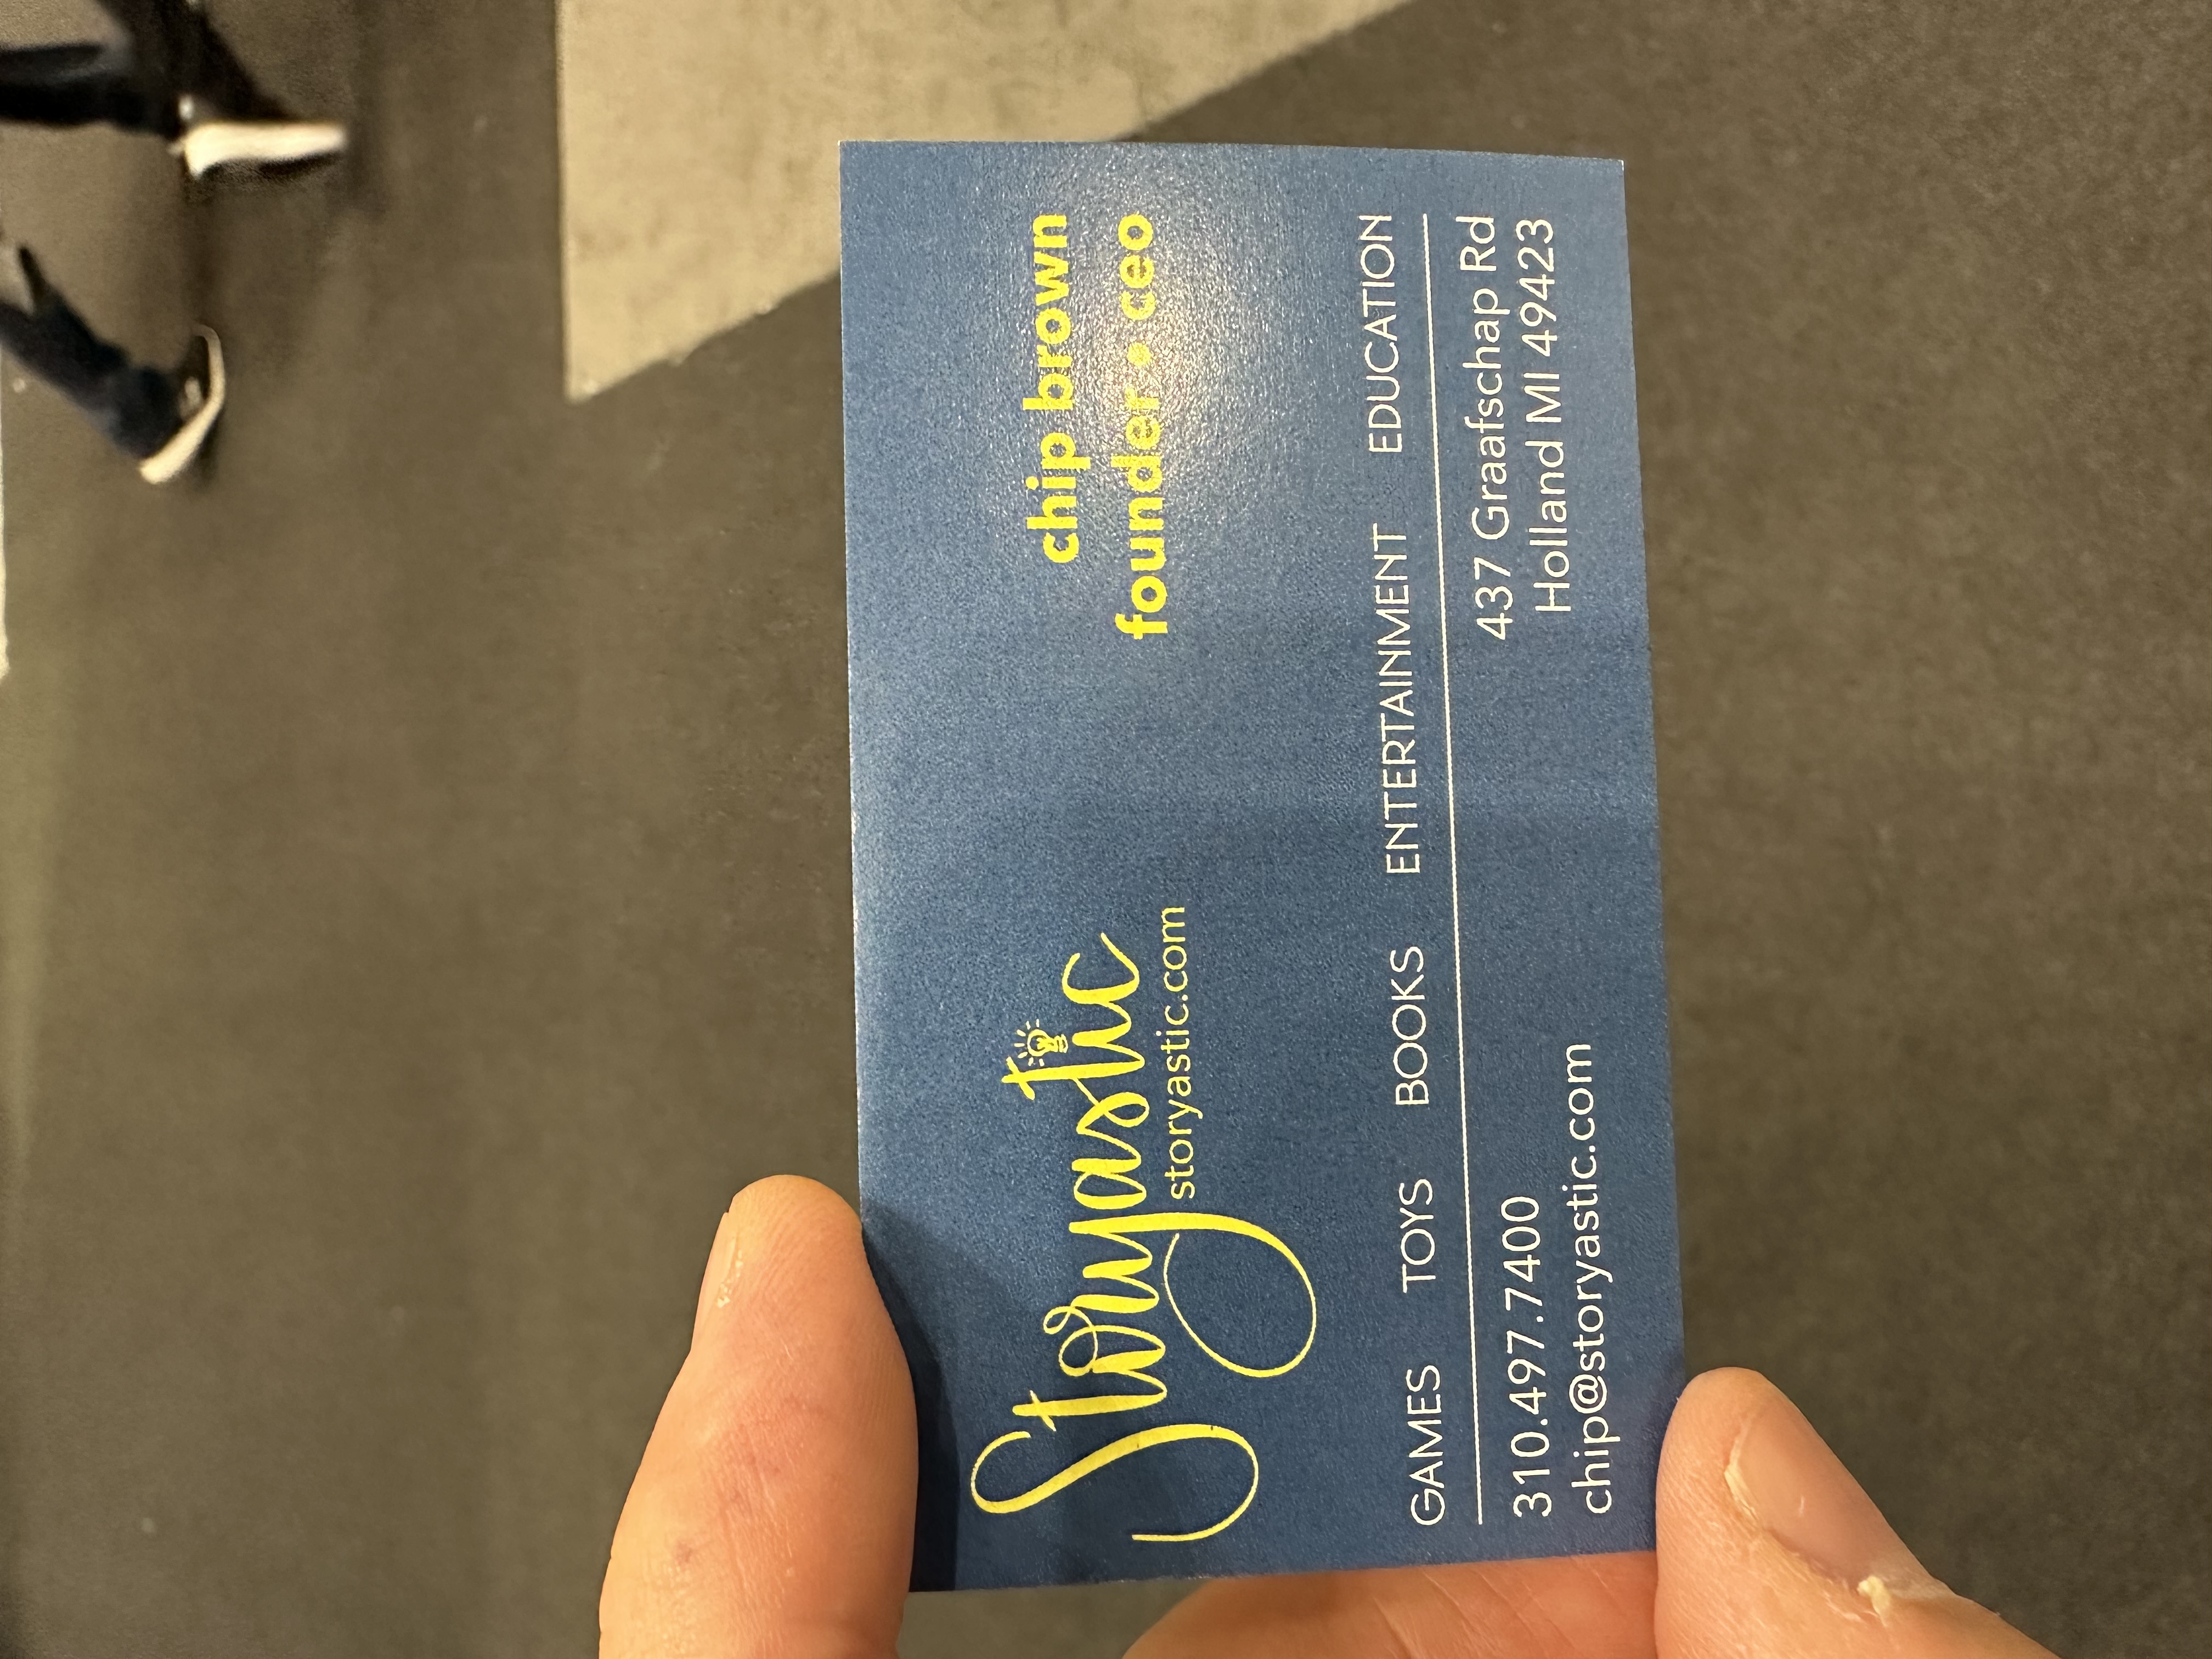 Storyastic
storyastic.com
chip brown
founder • ceo
GAMES TOYS BOOKS ENTERTAINMENT EDUCATION
310.497.7400
chip@storyastic.com
437 Graafschap Rd
Holland MI 49423